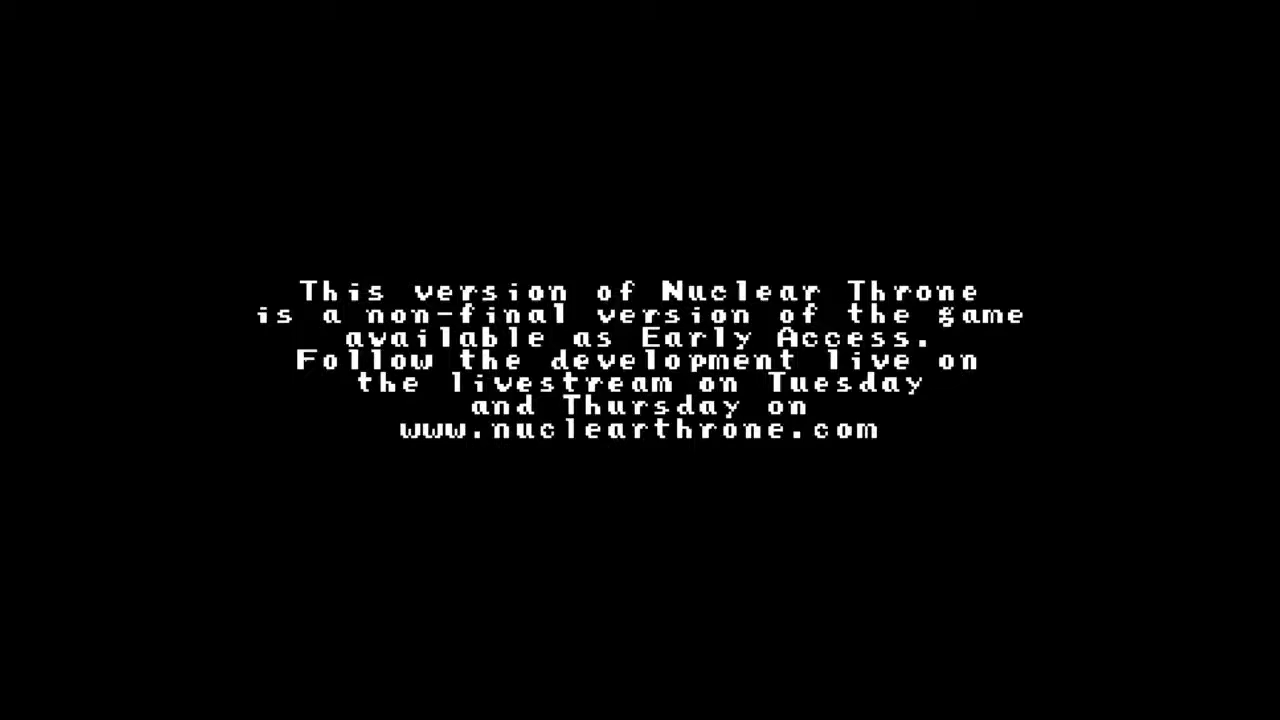 This version of Nuclear Throne
is a non-final version of the game
available as Early Access.
Follow the development live on
the livestream on Tuesday
and Thursday on
www.nuclearthrone.com